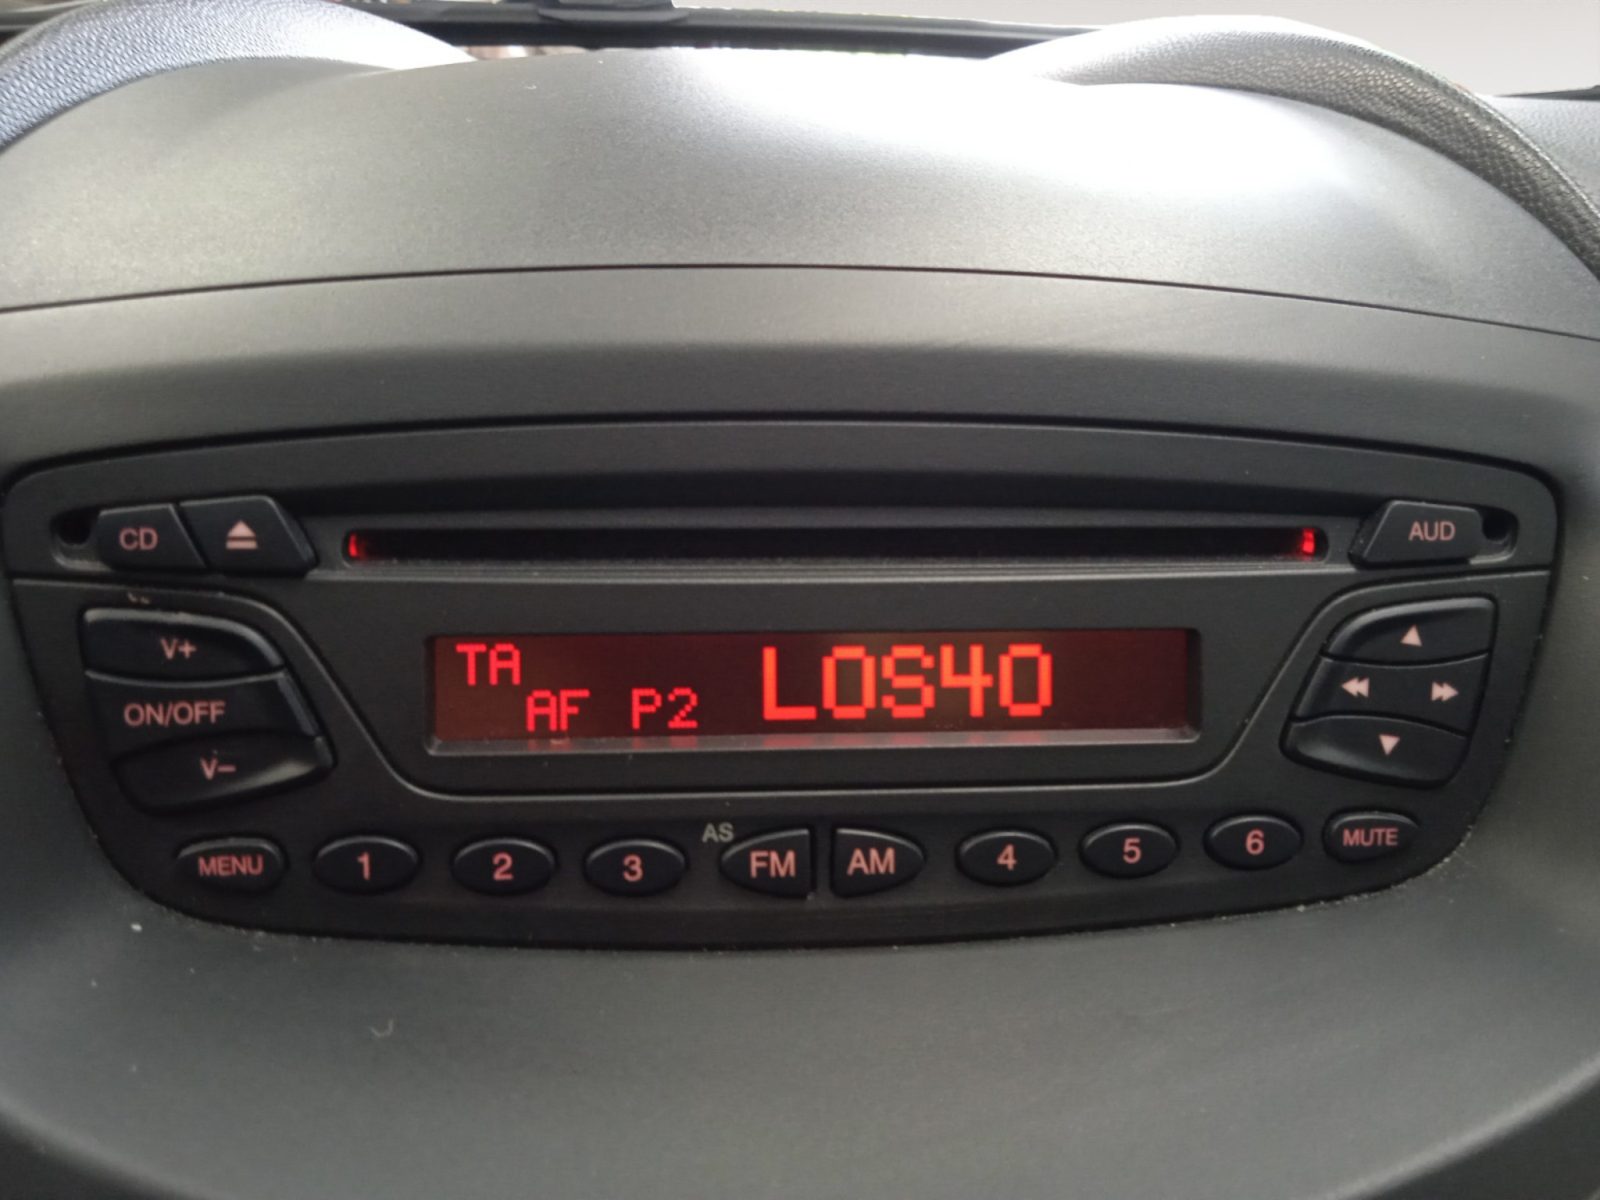 CD AUD
V+
TA LOS40
AF P2
ON/OFF
V–
AS
MENU 1 2 3 FM AM 4 5 6 MUTE